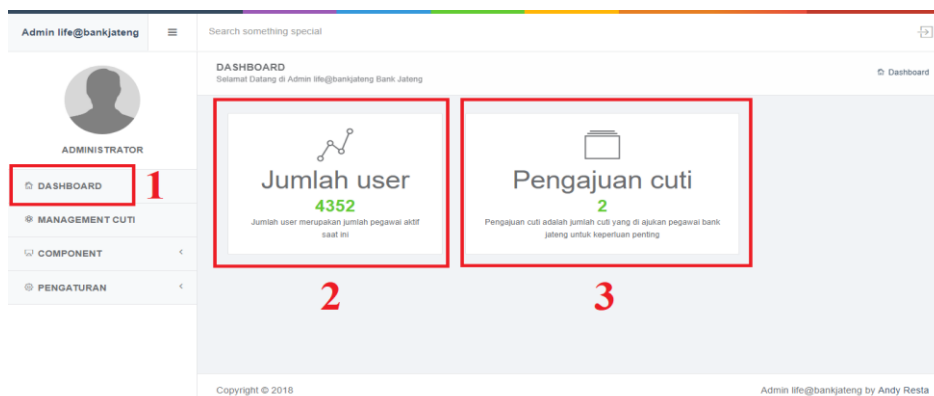 Admin life@bankjateng
Search something special
DASHBOARD
Selamat Datang di Admin life@bankjateng Bank Jateng
Dashboard
ADMINISTRATOR
DASHBOARD
1
MANAGEMENT CUTI
COMPONENT
PENGATURAN
Jumlah user
4352
Jumlah user merupakan jumlah pegawai aktif
saat ini
2
Pengajuan cuti
2
Pengajuan cuti adalah jumlah cuti yang di ajukan pegawai bank
jateng untuk keperluan penting
3
Copyright © 2018
Admin life@bankjateng by Andy Resta